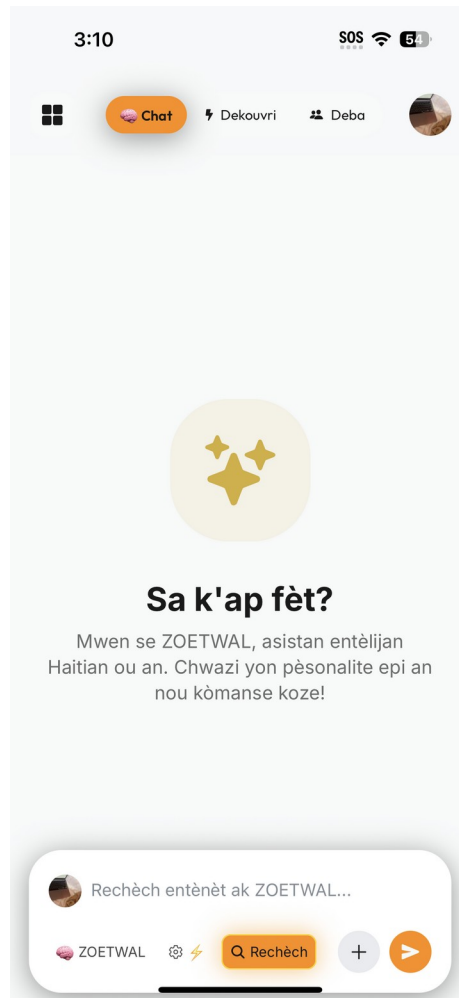 3:10 SOS 54
Chat Dekouvri Deba
Sa k'ap fèt?
Mwen se ZOETWAL, asistan entèlijan
Haitian ou an. Chwazi yon pèsonalite epi an
nou kòmanse koze!
Rechèch entènèt ak ZOETWAL...
ZOETWAL Rechèch